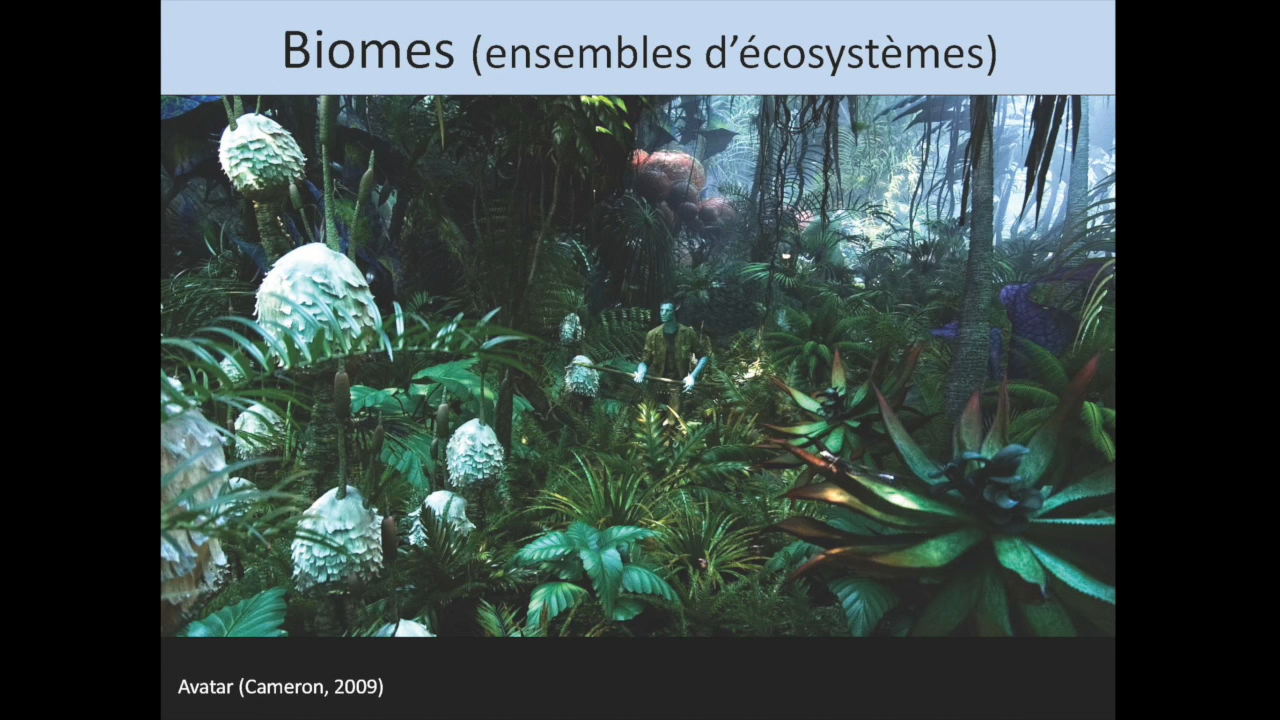 Biomes (ensembles d’écosystèmes)
Avatar (Cameron, 2009)